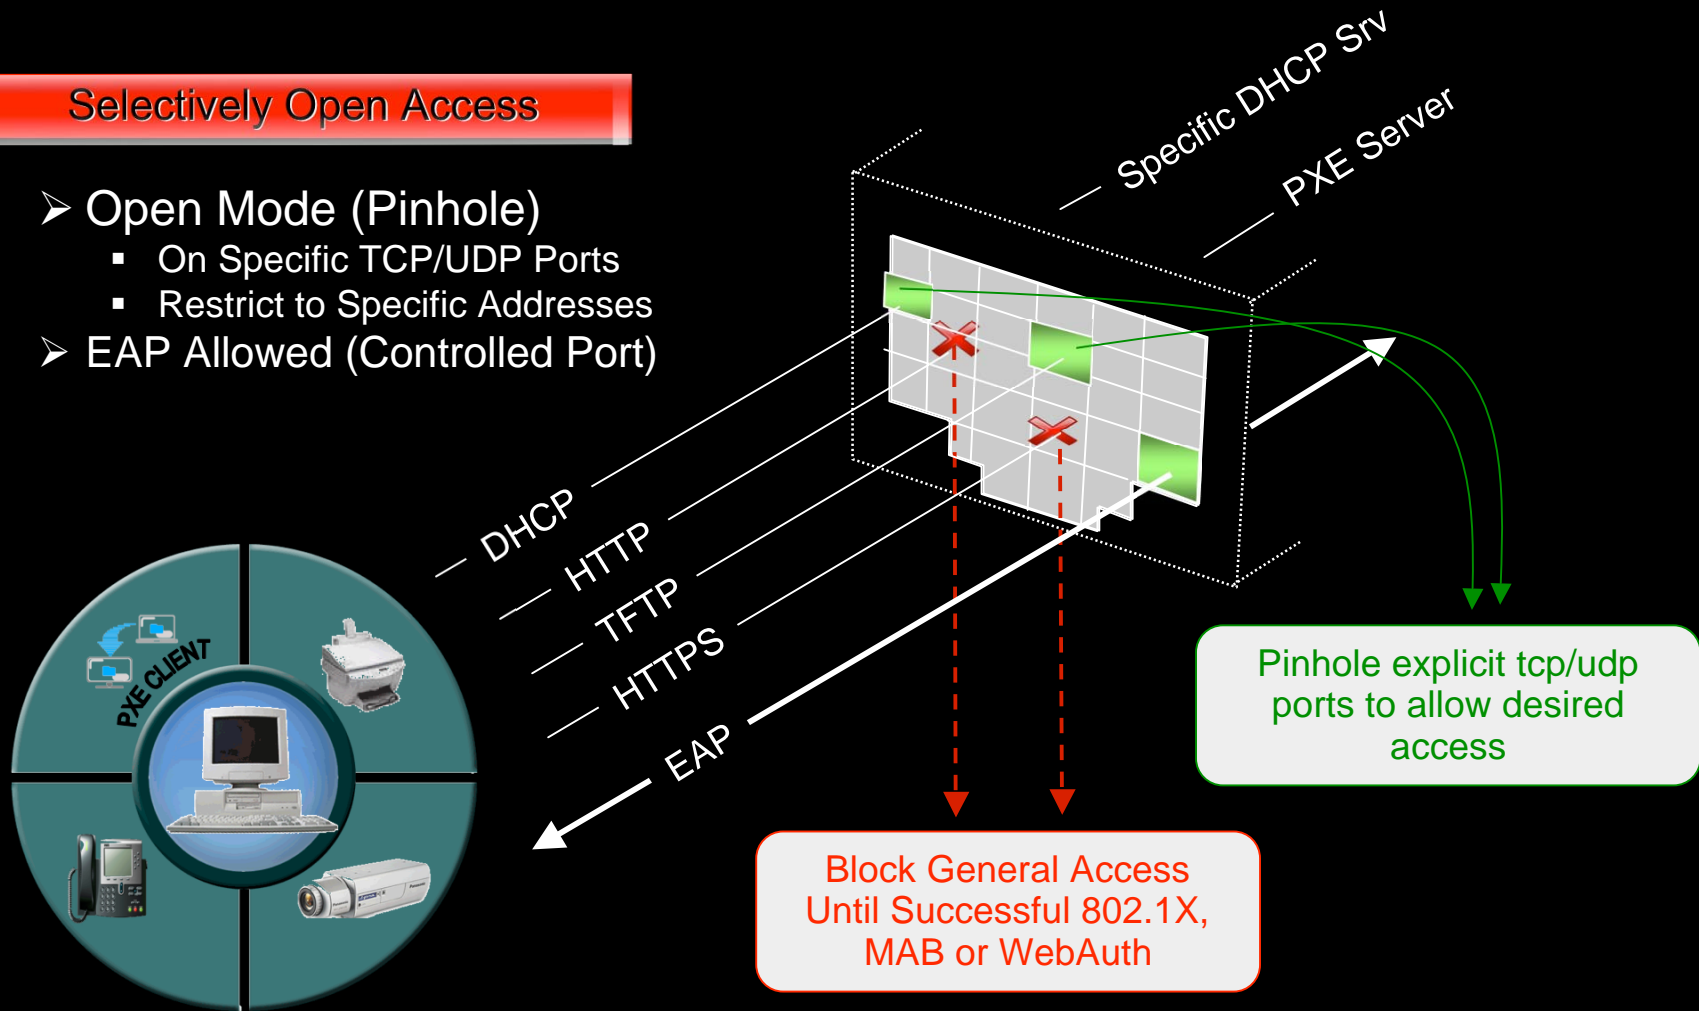 Selectively Open Access
Open Mode (Pinhole)
On Specific TCP/UDP Ports
Restrict to Specific Addresses
EAP Allowed (Controlled Port)
Specific DHCP Srv
PXE Server
DHCP
HTTP
TFTP
HTTPS
EAP
PXE CLIENT
Pinhole explicit tcp/udp
ports to allow desired
access
Block General Access
Until Successful 802.1X,
MAB or WebAuth